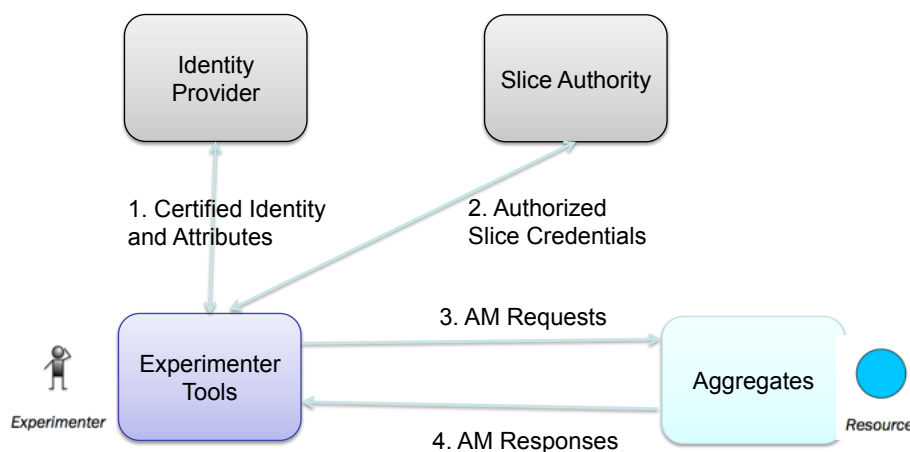 Identity
Provider
Slice Authority
1. Certified Identity
and Attributes
2. Authorized
Slice Credentials
3. AM Requests
Experimenter
Tools
Aggregates
Experimenter
Resource
4. AM Responses